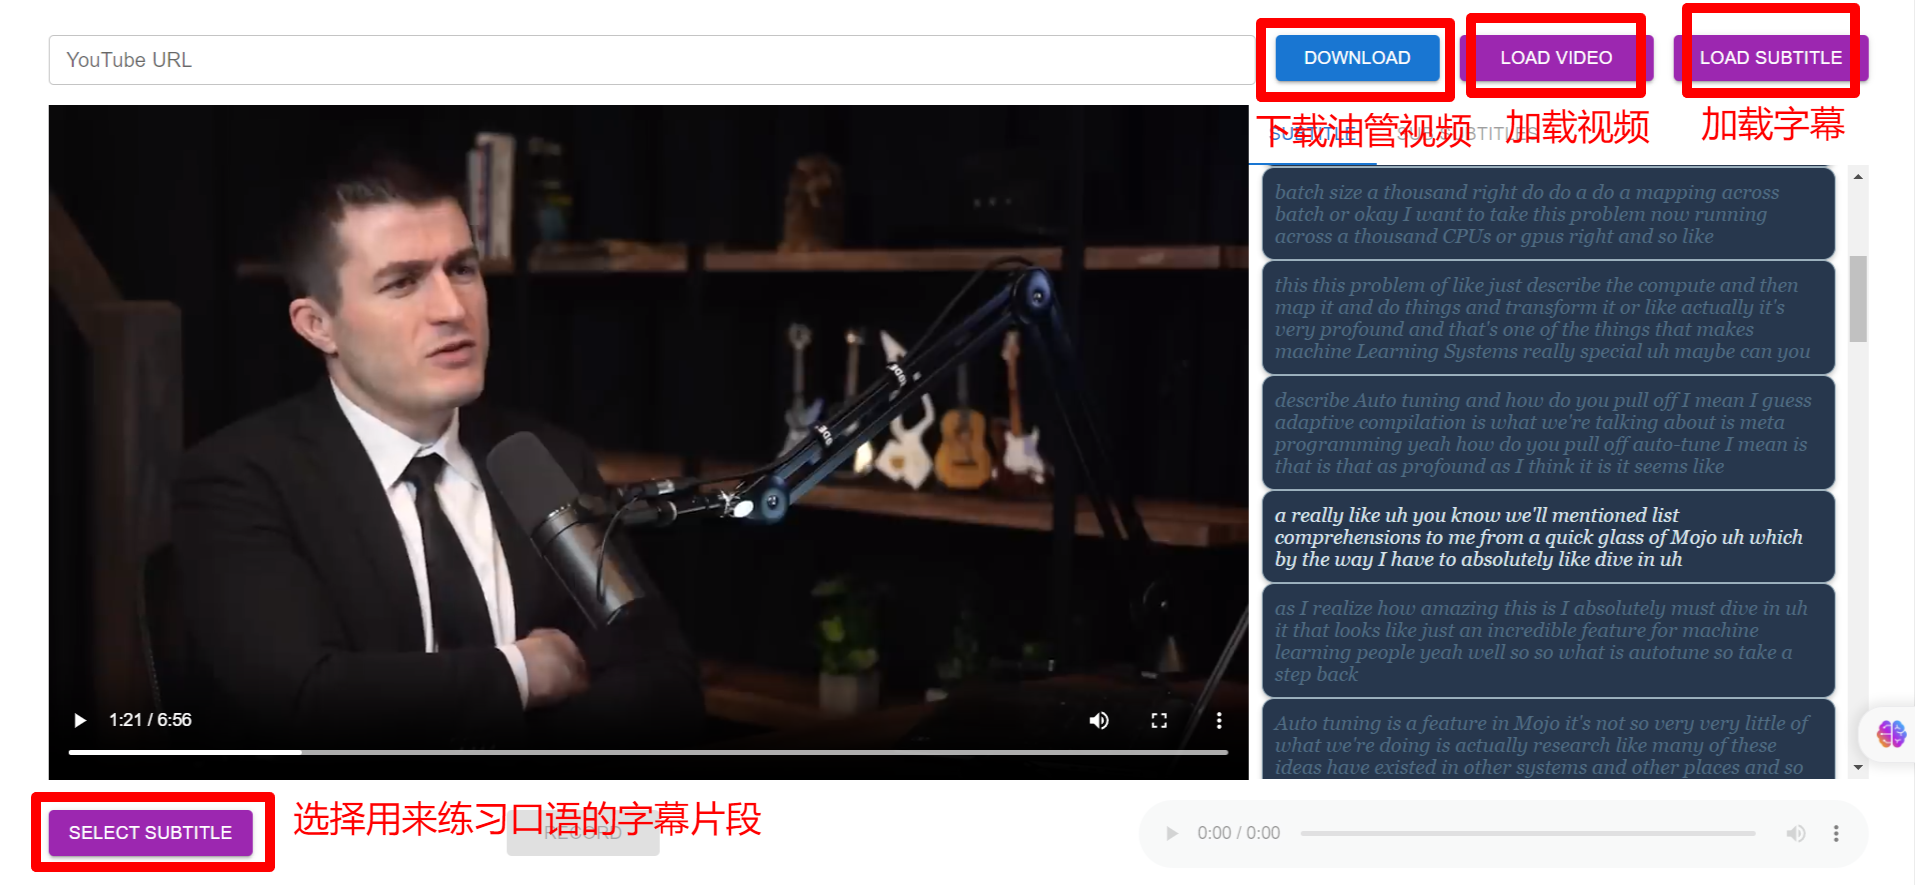 YouTube URL
DOWNLOAD
LOAD VIDEO
LOAD SUBTITLE
下载油管视频
加载视频
加载字幕
SUBTITLE
SUBTITLES
batch size a thousand right do do a do a mapping across
batch or okay I want to take this problem now running
across a thousand CPUs or gpus right and so like
this this problem of like just describe the compute and then
map it and do things and transform it or like actually it's
very profound and that's one of the things that makes
machine Learning Systems really special uh maybe can you
describe Auto tuning and how do you pull off I mean I guess
adaptive compilation is what we're talking about is meta
programming yeah how do you pull off auto-tune I mean is
that is that as profound as I think it is it seems like
a really like uh you know we'll mentioned list
comprehensions to me from a quick glass of Mojo uh which
by the way I have to absolutely like dive in uh
as I realize how amazing this is I absolutely must dive in uh
it that looks like just an incredible feature for machine
learning people yeah well so so what is autotune so take a
step back
Auto tuning is a feature in Mojo it's not so very very little of
what we're doing is actually research like many of these
ideas have existed in other systems and other places and so
1:21 / 6:56
SELECT SUBTITLE
选择用来练习口语的字幕片段
RECORD
0:00 / 0:00